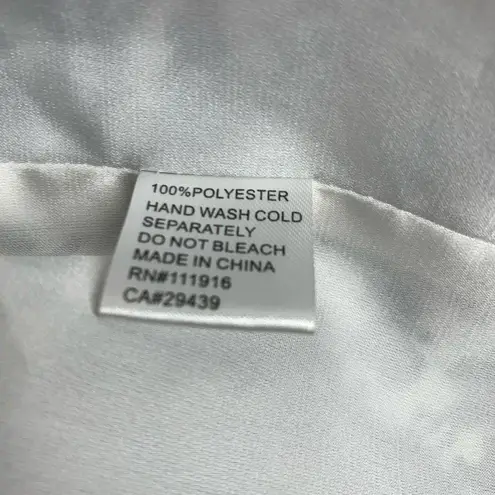 100%POLYESTER
HAND WASH COLD
SEPARATELY
DO NOT BLEACH
MADE IN CHINA
RN#111916
CA#29439